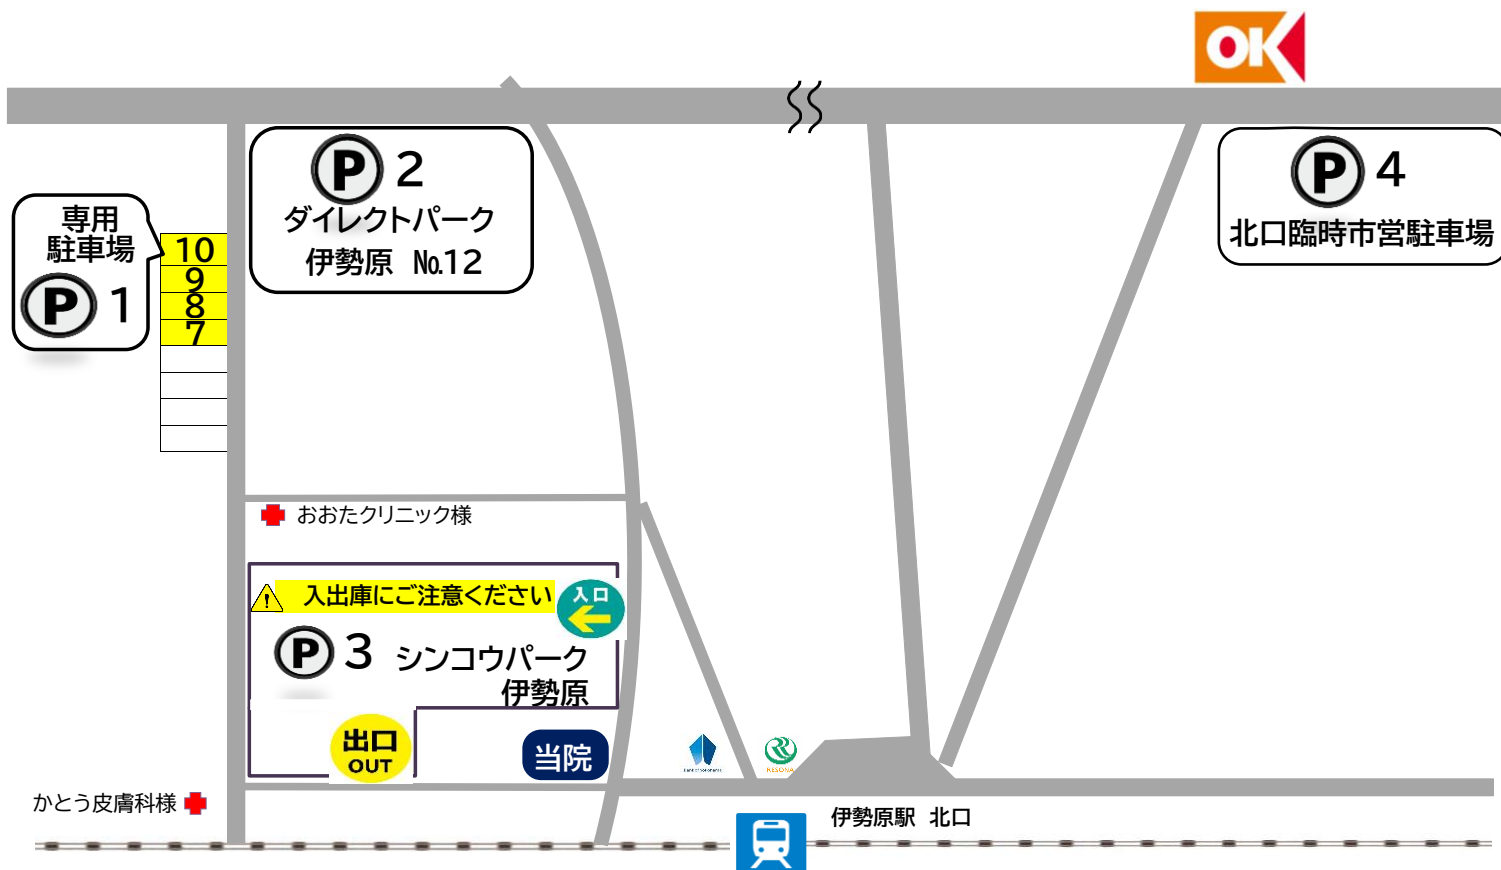 OK
P 2
ダイレクトパーク
伊勢原 №12
P 4
北口臨時市営駐車場
専用
駐車場
P 1
10
9
8
7
おおたクリニック様
入出庫にご注意ください
入口
P 3 シンコウパーク
伊勢原
出口
OUT
当院
RESONA
かとう皮膚科様
伊勢原駅 北口